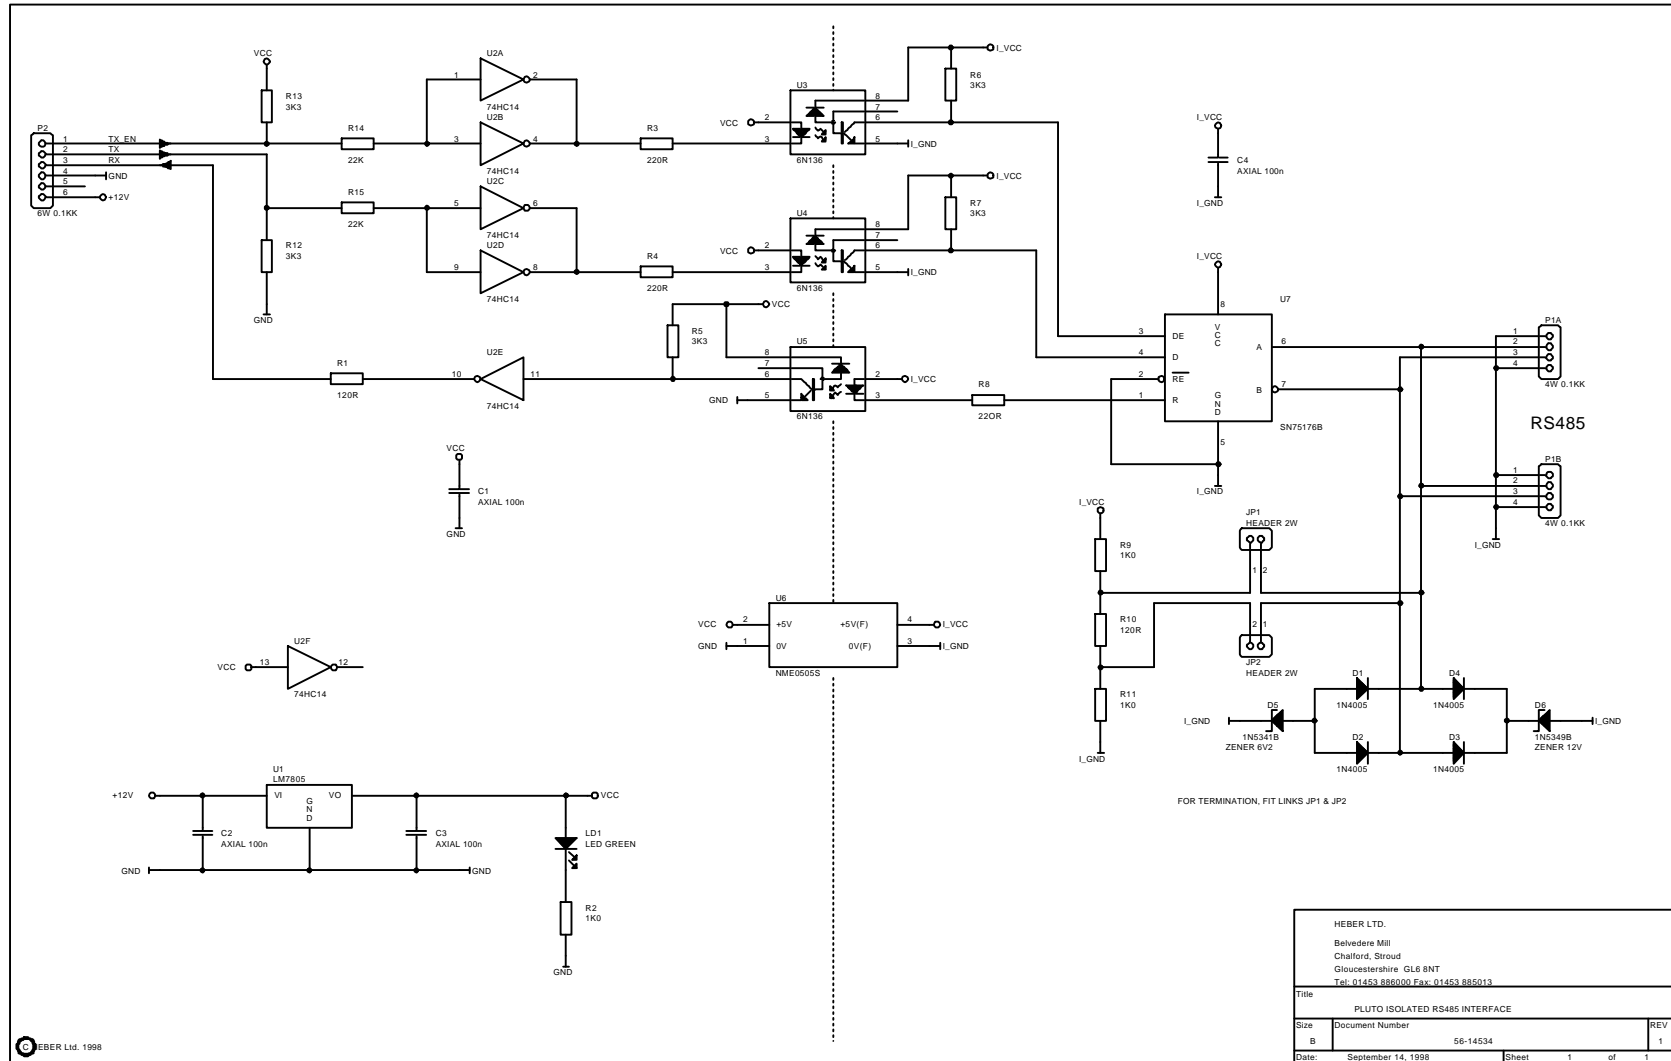 VCC
R13
3K3
P2
1
2
3
4
5
6
TX_EN
TX
RX
GND
+12V
6W 0.1KK
R14
22K
R15
22K
R12
3K3
GND
U2A
1
2
74HC14
U2B
3
4
74HC14
U2C
5
6
74HC14
U2D
9
8
74HC14
R3
220R
R4
220R
VCC
2
3
U3
8
7
6
5
6N136
I_VCC
R6
3K3
I_GND
VCC
2
3
U4
8
7
6
5
6N136
I_VCC
R7
3K3
I_GND
VCC
R5
3K3
U5
8
7
6
5
2
3
6N136
GND
I_VCC
R8
22OR
R1
120R
U2E
10
11
74HC14
VCC
C1
AXIAL 100n
GND
I_VCC
C4
AXIAL 100n
I_GND
I_VCC
8
U7
VCC
3
DE
4
D
2
RE
1
R
GND
A
6
B
7
5
SN75176B
I_GND
P1A
1
2
3
4
4W 0.1KK
RS485
P1B
1
2
3
4
4W 0.1KK
I_GND
I_VCC
R9
1K0
R10
120R
R11
1K0
I_GND
JP1
HEADER 2W
1
2
2
1
JP2
HEADER 2W
U6
VCC
2
+5V
+5V(F)
4
I_VCC
GND
1
0V
0V(F)
3
I_GND
NME0505S
U2F
VCC
13
12
74HC14
D1
1N4005
D4
1N4005
I_GND
D5
1N5341B
ZENER 6V2
D2
1N4005
D3
1N4005
D6
1N5349B
ZENER 12V
I_GND
FOR TERMINATION, FIT LINKS JP1 & JP2
U1
LM7805
+12V
VI
VO
GND
VCC
C2
AXIAL 100n
C3
AXIAL 100n
LD1
LED GREEN
GND
GND
R2
1K0
GND
HEBER LTD.
Belvedere Mill
Chalford, Stroud
Gloucestershire GL6 8NT
Tel: 01453 886000 Fax: 01453 885013
Title
PLUTO ISOLATED RS485 INTERFACE
Size
Document Number
REV
B
56-14534
1
Date:
September 14, 1998
Sheet
1
of
1
C EBER Ltd. 1998